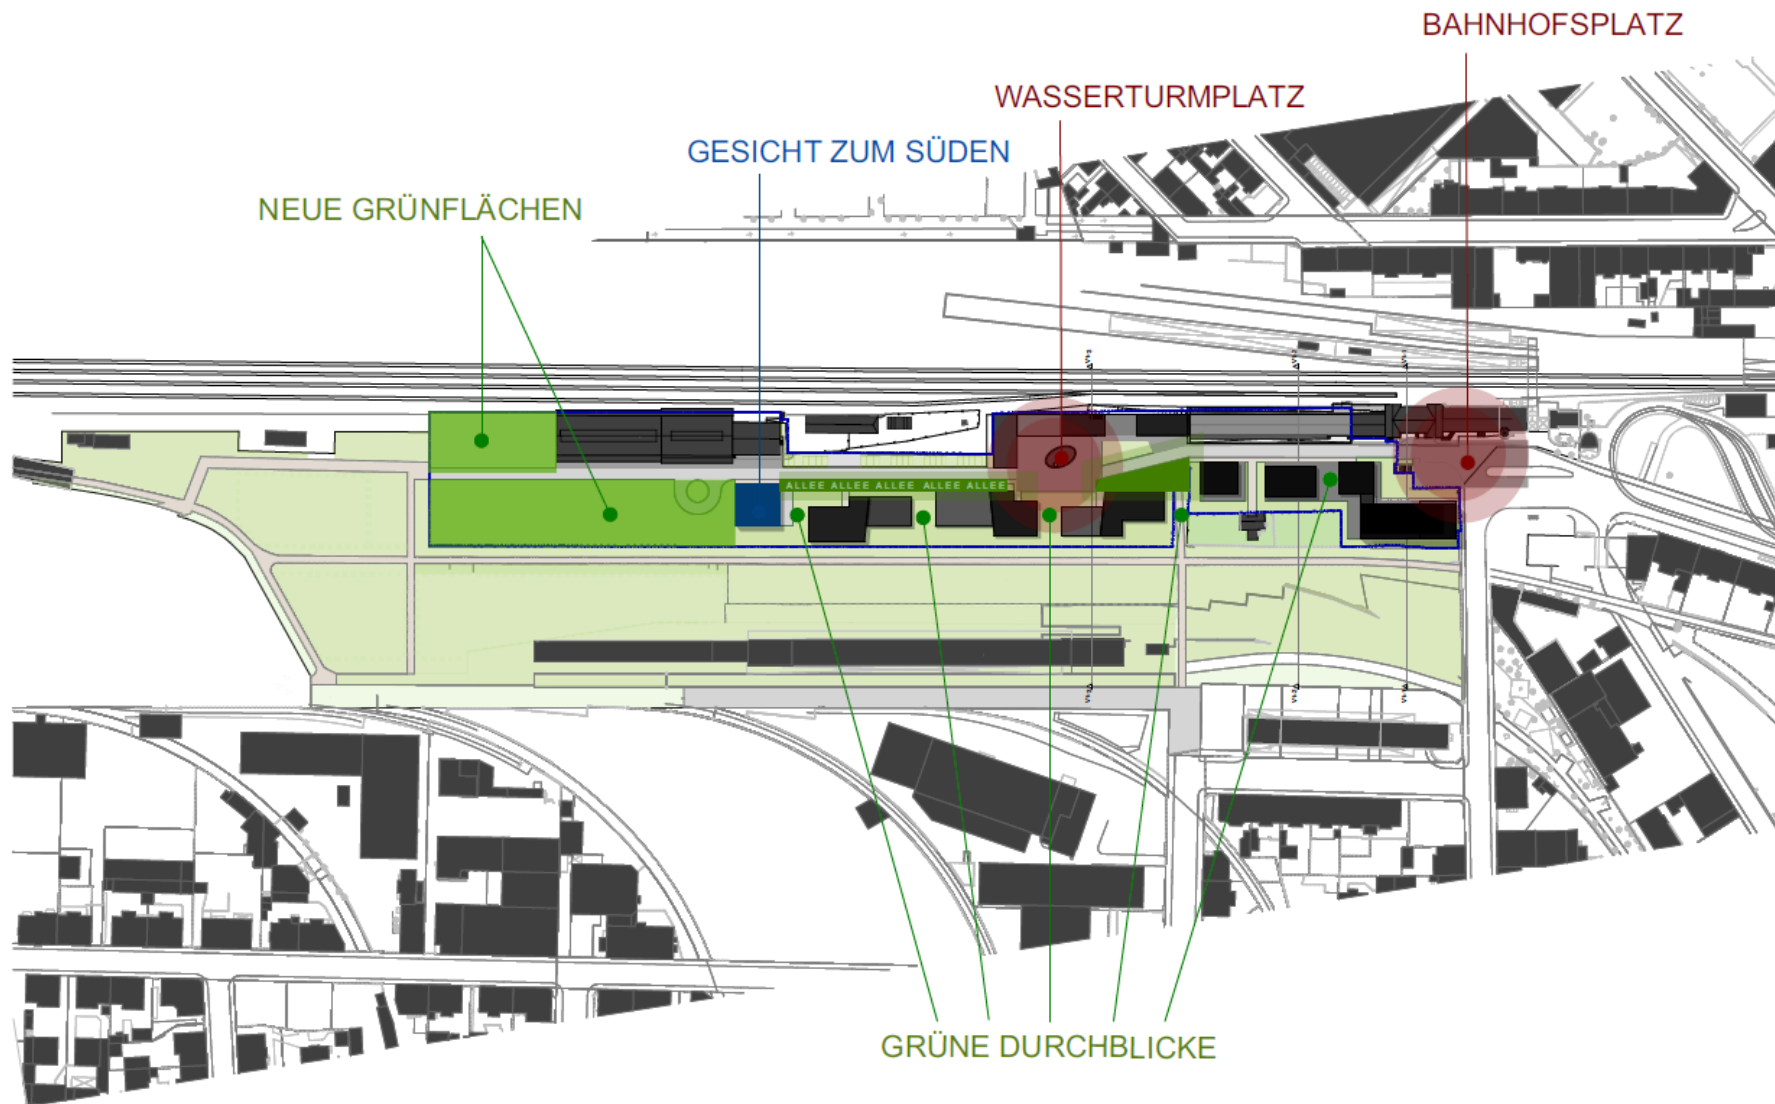 BAHNHOFSPLATZ
WASSERTURMPLATZ
GESICHT ZUM SÜDEN
NEUE GRÜNFLÄCHEN
ALLEE ALLEE ALLEE ALLEE ALLEE
GRÜNE DURCHBLICKE